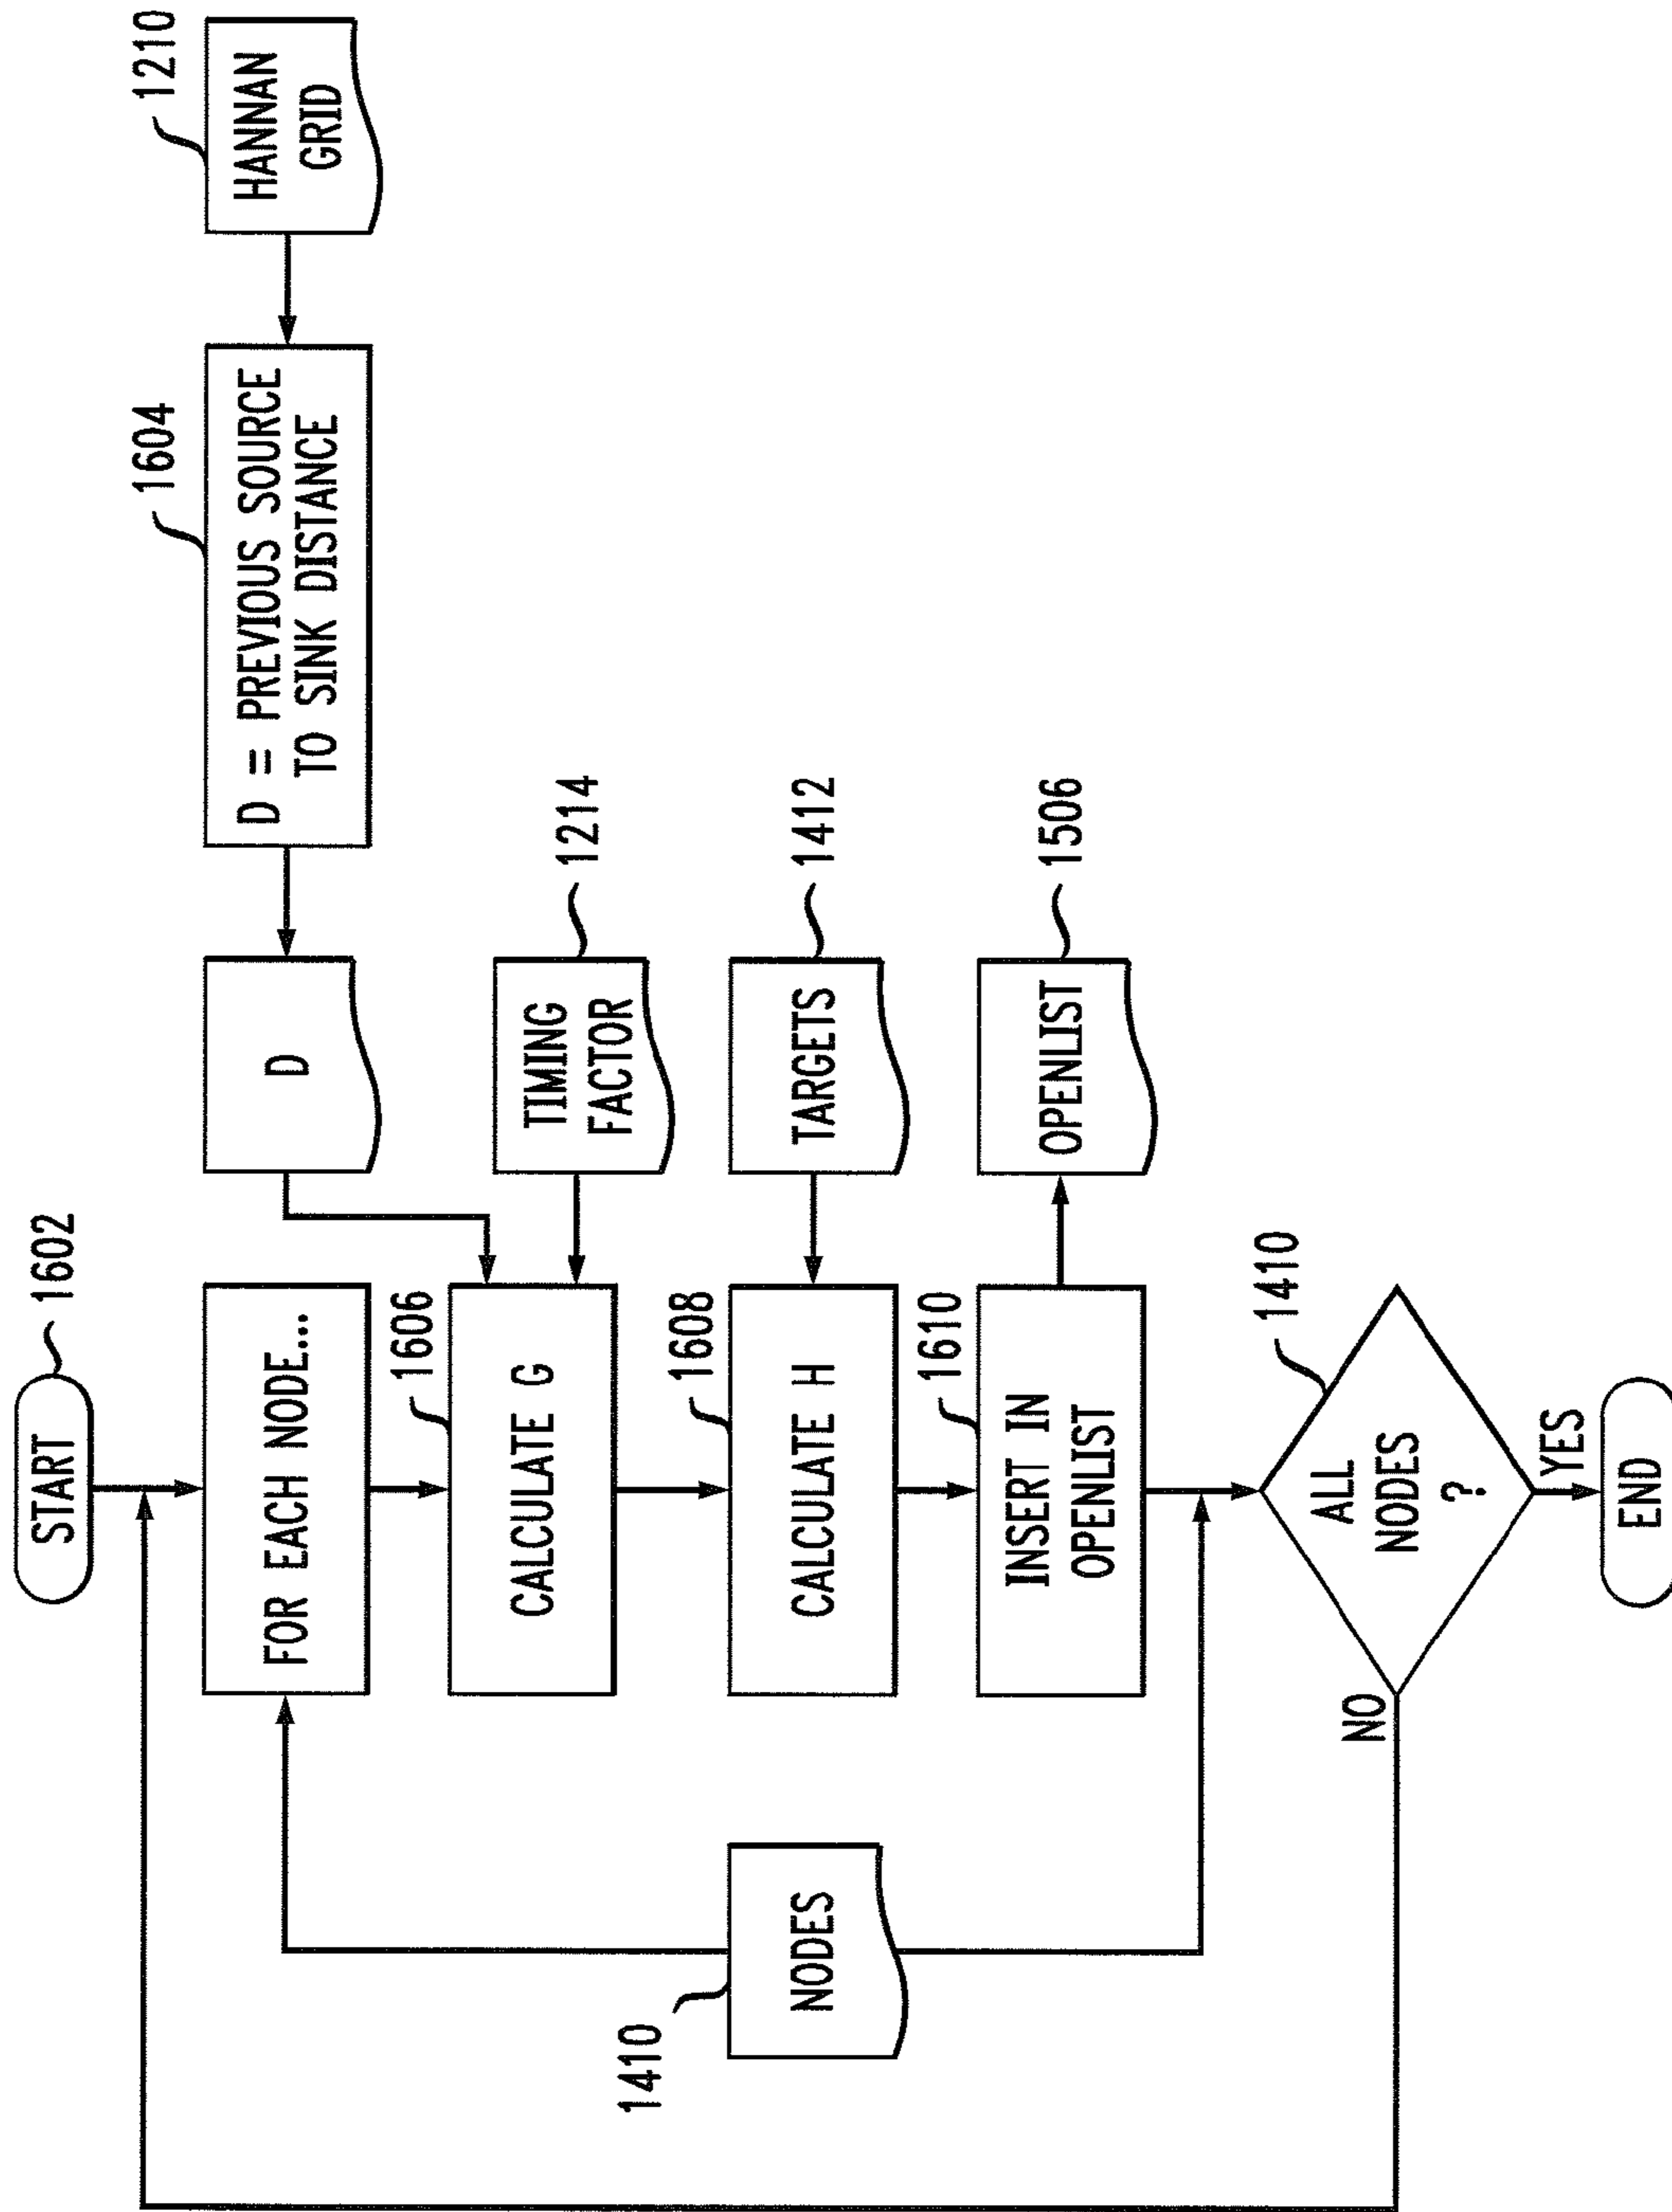 START
1602
FOR EACH NODE...
D
D = PREVIOUS SOURCE
TO SINK DISTANCE
1604
HANNAN
GRID
1210
1606
CALCULATE G
TIMING
FACTOR
1214
1410
NODES
1608
CALCULATE H
TARGETS
1412
1610
INSERT IN
OPENLIST
OPENLIST
1506
ALL
NODES
?
1410
NO
YES
END